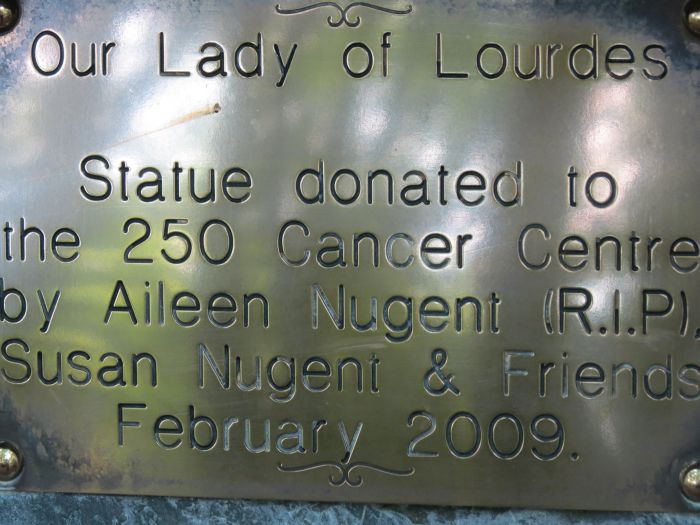 Our Lady of Lourdes
Statue donated to
the 250 Cancer Centre
by Aileen Nugent (R.I.P),
Susan Nugent & Friends
February 2009.